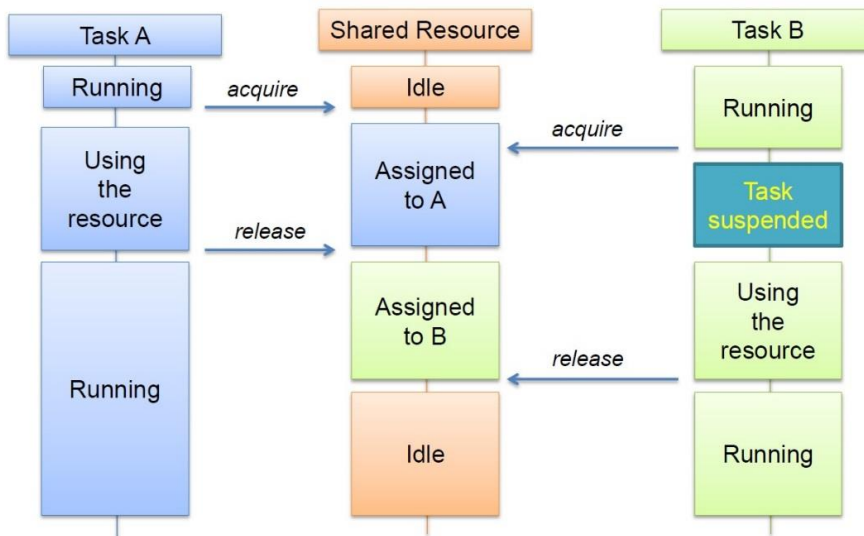 Task A
Shared Resource
Task B
Running
acquire
Idle
Running
acquire
Using
the
resource
Assigned
to A
Task
suspended
release
Assigned
to B
Using
the
resource
release
Running
Idle
Running